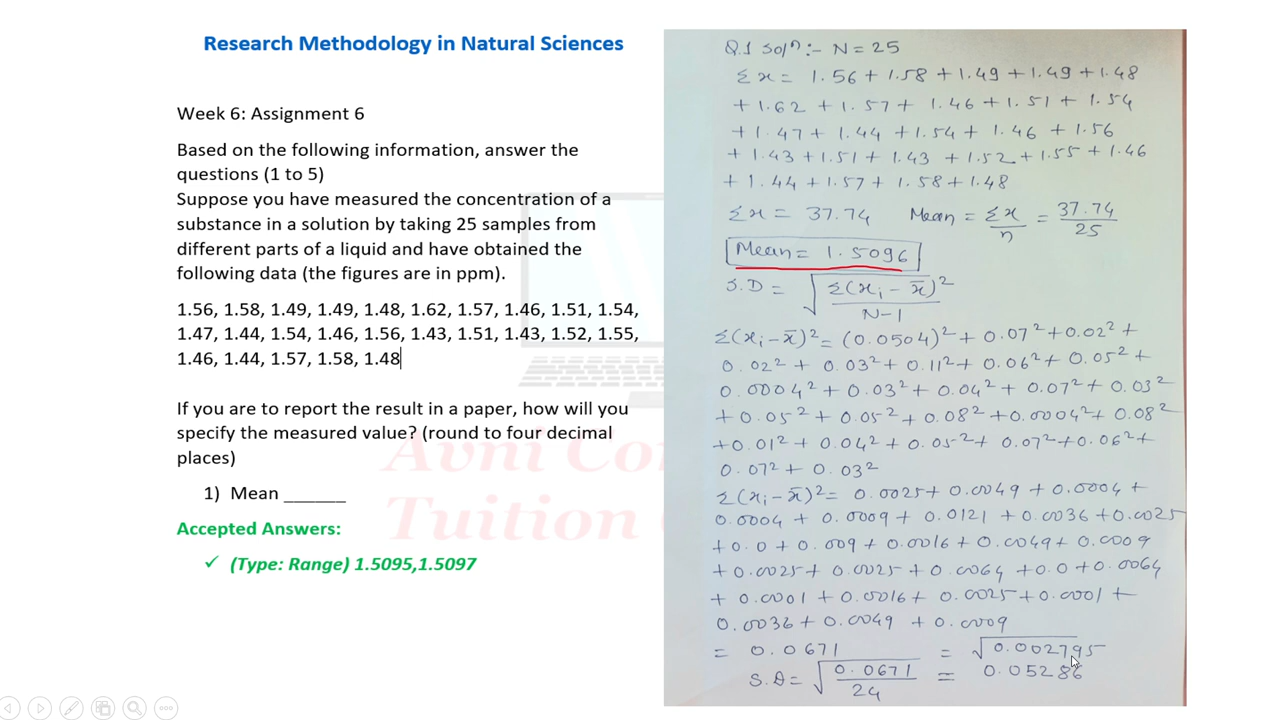 Research Methodology in Natural Sciences
Week 6: Assignment 6
Based on the following information, answer the
questions (1 to 5)
Suppose you have measured the concentration of a
substance in a solution by taking 25 samples from
different parts of a liquid and have obtained the
following data (the figures are in ppm).
1.56, 1.58, 1.49, 1.49, 1.48, 1.62, 1.57, 1.46, 1.51, 1.54,
1.47, 1.44, 1.54, 1.46, 1.56, 1.43, 1.51, 1.43, 1.52, 1.55,
1.46, 1.44, 1.57, 1.58, 1.48
If you are to report the result in a paper, how will you
specify the measured value? (round to four decimal
places)
1) Mean ______
Accepted Answers:
✓ (Type: Range) 1.5095,1.5097
Avni Co
Tuition
Q.1 Solⁿ:- N = 25
Σx = 1.56 + 1.58 + 1.49 + 1.49 + 1.48
+ 1.62 + 1.57 + 1.46 + 1.51 + 1.54
+ 1.47 + 1.44 + 1.54 + 1.46 + 1.56
+ 1.43 + 1.51 + 1.43 + 1.52 + 1.55 + 1.46
+ 1.44 + 1.57 + 1.58 + 1.48
Σx = 37.74 Mean = Σx/n = 37.74/25
Mean = 1.5096
S.D = √(Σ(xᵢ - x̄)²/N-1)
Σ(xᵢ - x̄)² = (0.0504)² + 0.07² + 0.02² +
0.02² + 0.03² + 0.11² + 0.06² + 0.05² +
0.0004² + 0.03² + 0.04² + 0.07² + 0.03²
+ 0.05² + 0.05² + 0.08² + 0.0004² + 0.08²
+ 0.01² + 0.04² + 0.05² + 0.07² + 0.06² +
0.07² + 0.03²
Σ(xᵢ - x̄)² = 0.0025 + 0.0049 + 0.0004 +
0.0004 + 0.0009 + 0.0121 + 0.0036 + 0.0025
+ 0.0 + 0.009 + 0.0016 + 0.0049 + 0.0009
+ 0.0025 + 0.0025 + 0.0064 + 0.0 + 0.0064
+ 0.0001 + 0.0016 + 0.0025 + 0.0001 +
0.0036 + 0.0049 + 0.0009
= 0.0671 = √0.002795
S.D = √(0.0671/24) = 0.05286